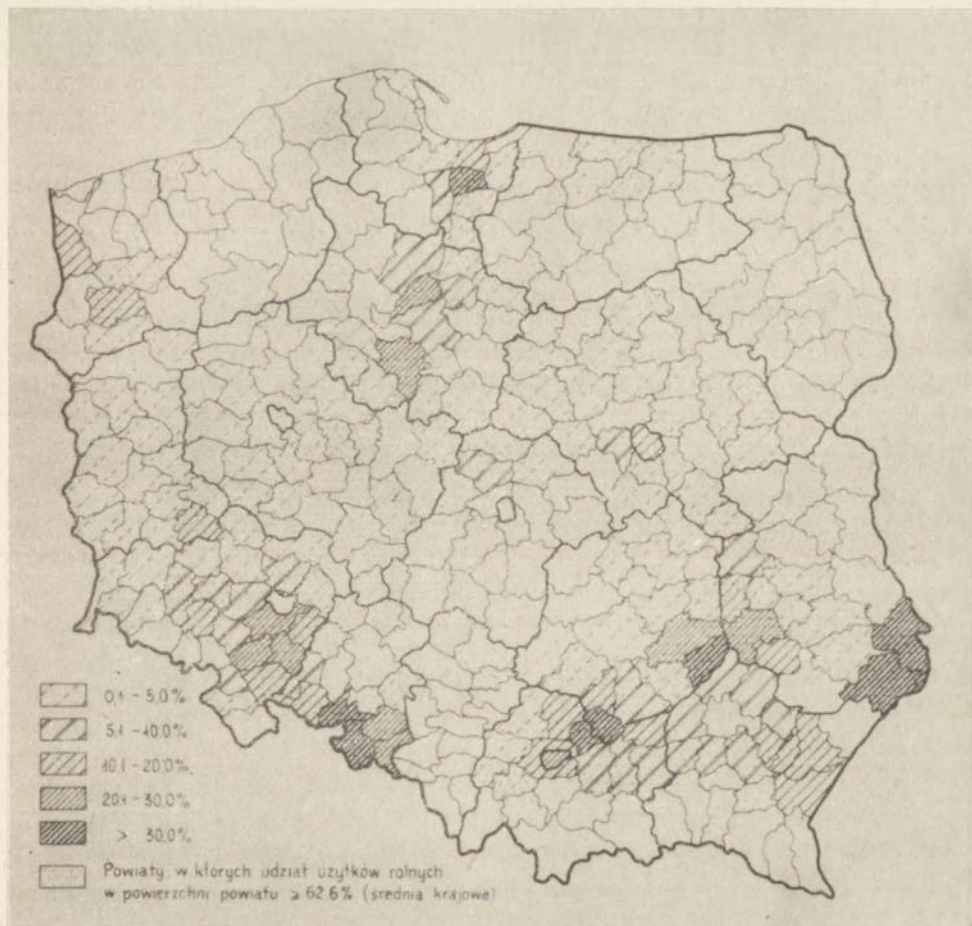 0,1 - 5,0%
5,1 - 10,0%
10,1 - 20,0%
20,1 - 30,0%
> 30,0%
Powiaty, w których udział użytków rolnych
w powierzchni powiatu ⩾ 62,6% (średnia krajowa)